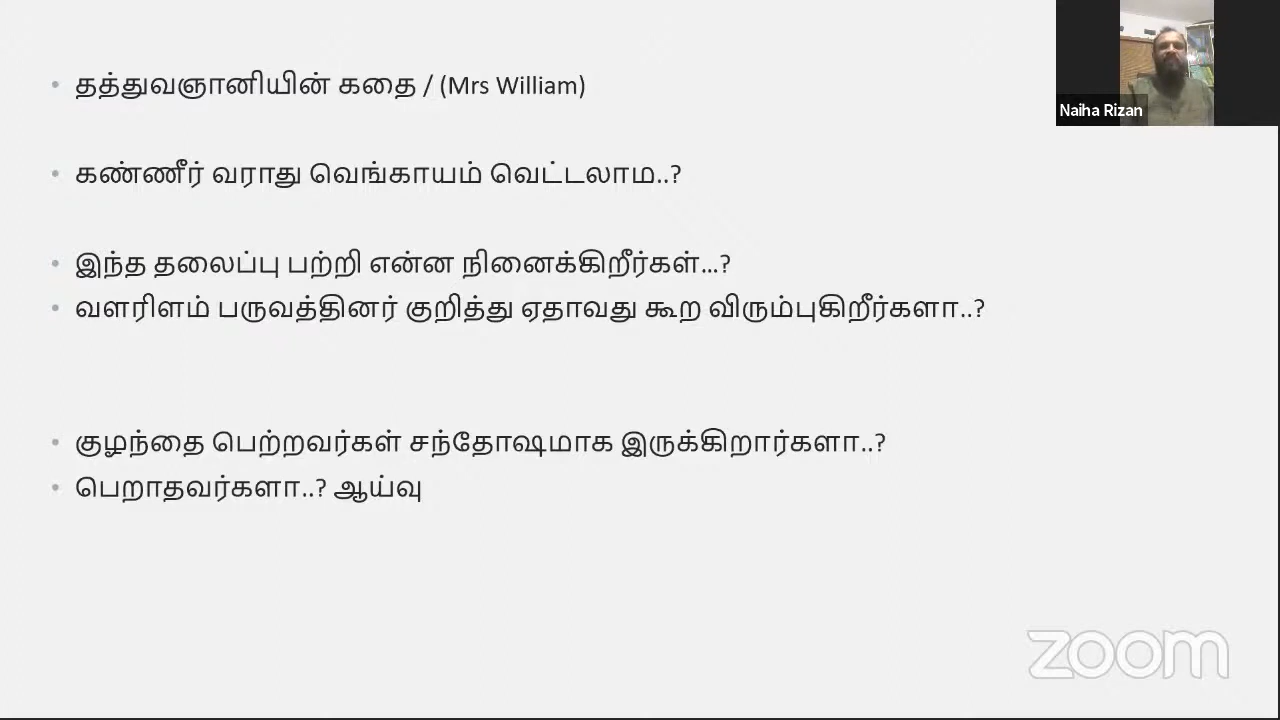 தத்துவஞானியின் கதை / (Mrs William)
Naiha Rizan
கண்ணீர் வராது வெங்காயம் வெட்டலாம..?
இந்த தலைப்பு பற்றி என்ன நினைக்கிறீர்கள்...?
வளரிளம் பருவத்தினர் குறித்து ஏதாவது கூற விரும்புகிறீர்களா..?
குழந்தை பெற்றவர்கள் சந்தோஷமாக இருக்கிறார்களா..?
பெறாதவர்களா..? ஆய்வு
zoom